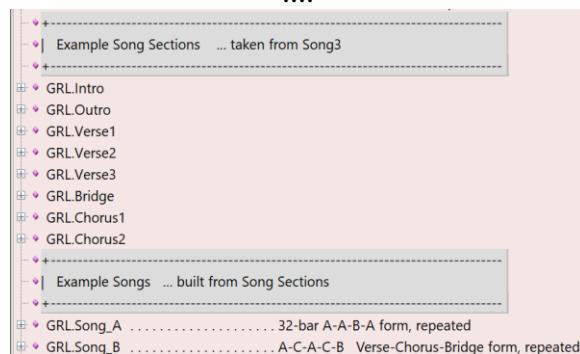 ....
+--------------------------------------------------------------------------------
| Example Song Sections ... taken from Song3
+--------------------------------------------------------------------------------
GRL.Intro
GRL.Outro
GRL.Verse1
GRL.Verse2
GRL.Verse3
GRL.Bridge
GRL.Chorus1
GRL.Chorus2
+--------------------------------------------------------------------------------
| Example Songs ... built from Song Sections
+--------------------------------------------------------------------------------
GRL.Song_A . . . . . . . . . . . . . . . . . . . . 32-bar A-A-B-A form, repeated
GRL.Song_B . . . . . . . . . . . . . . . . . . . . A-C-A-C-B Verse-Chorus-Bridge form, repeated